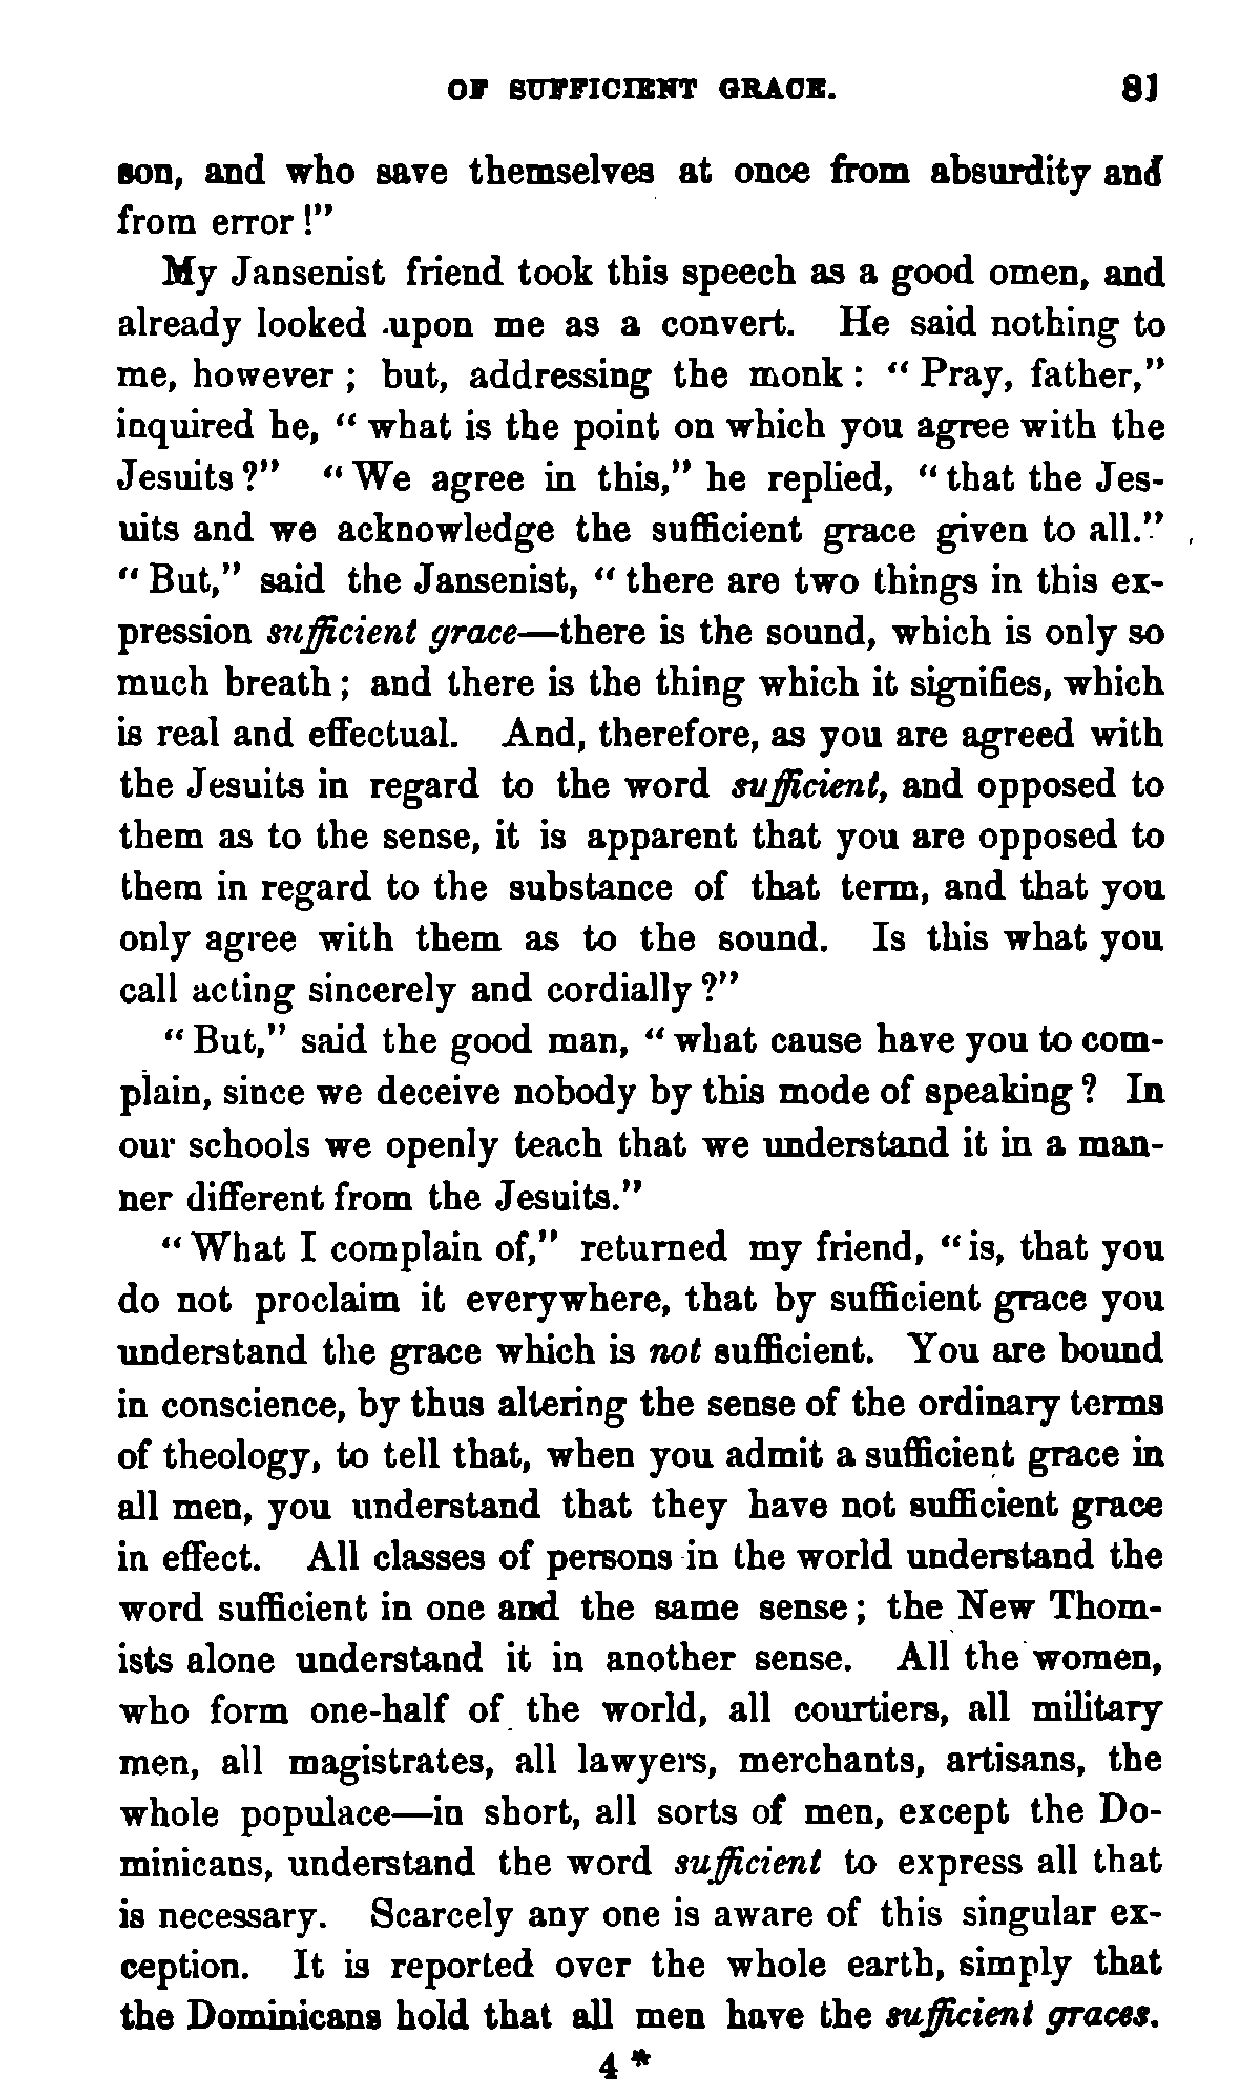 OF SUFFICIENT GRACE. 81
son, and who save themselves at once from absurdity and
from error!"
My Jansenist friend took this speech as a good omen, and
already looked upon me as a convert. He said nothing to
me, however; but, addressing the monk: "Pray, father,"
inquired he, "what is the point on which you agree with the
Jesuits?" "We agree in this," he replied, "that the Jes-
uits and we acknowledge the sufficient grace given to all."
"But," said the Jansenist, "there are two things in this ex-
pression sufficient grace—there is the sound, which is only so
much breath; and there is the thing which it signifies, which
is real and effectual. And, therefore, as you are agreed with
the Jesuits in regard to the word sufficient, and opposed to
them as to the sense, it is apparent that you are opposed to
them in regard to the substance of that term, and that you
only agree with them as to the sound. Is this what you
call acting sincerely and cordially?"
"But," said the good man, "what cause have you to com-
plain, since we deceive nobody by this mode of speaking? In
our schools we openly teach that we understand it in a man-
ner different from the Jesuits."
"What I complain of," returned my friend, "is, that you
do not proclaim it everywhere, that by sufficient grace you
understand the grace which is not sufficient. You are bound
in conscience, by thus altering the sense of the ordinary terms
of theology, to tell that, when you admit a sufficient grace in
all men, you understand that they have not sufficient grace
in effect. All classes of persons in the world understand the
word sufficient in one and the same sense; the New Thom-
ists alone understand it in another sense. All the women,
who form one-half of the world, all courtiers, all military
men, all magistrates, all lawyers, merchants, artisans, the
whole populace—in short, all sorts of men, except the Do-
minicans, understand the word sufficient to express all that
is necessary. Scarcely any one is aware of this singular ex-
ception. It is reported over the whole earth, simply that
the Dominicans hold that all men have the sufficient graces.
4*